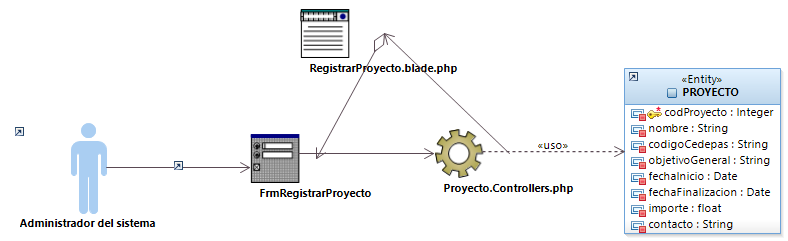 RegistrarProyecto.blade.php
Administrador del sistema
FrmRegistrarProyecto
Proyecto.Controllers.php
«uso»
«Entity»
PROYECTO
codProyecto : Integer
nombre : String
codigoCedepas : String
objetivoGeneral : String
fechaInicio : Date
fechaFinalizacion : Date
importe : float
contacto : String